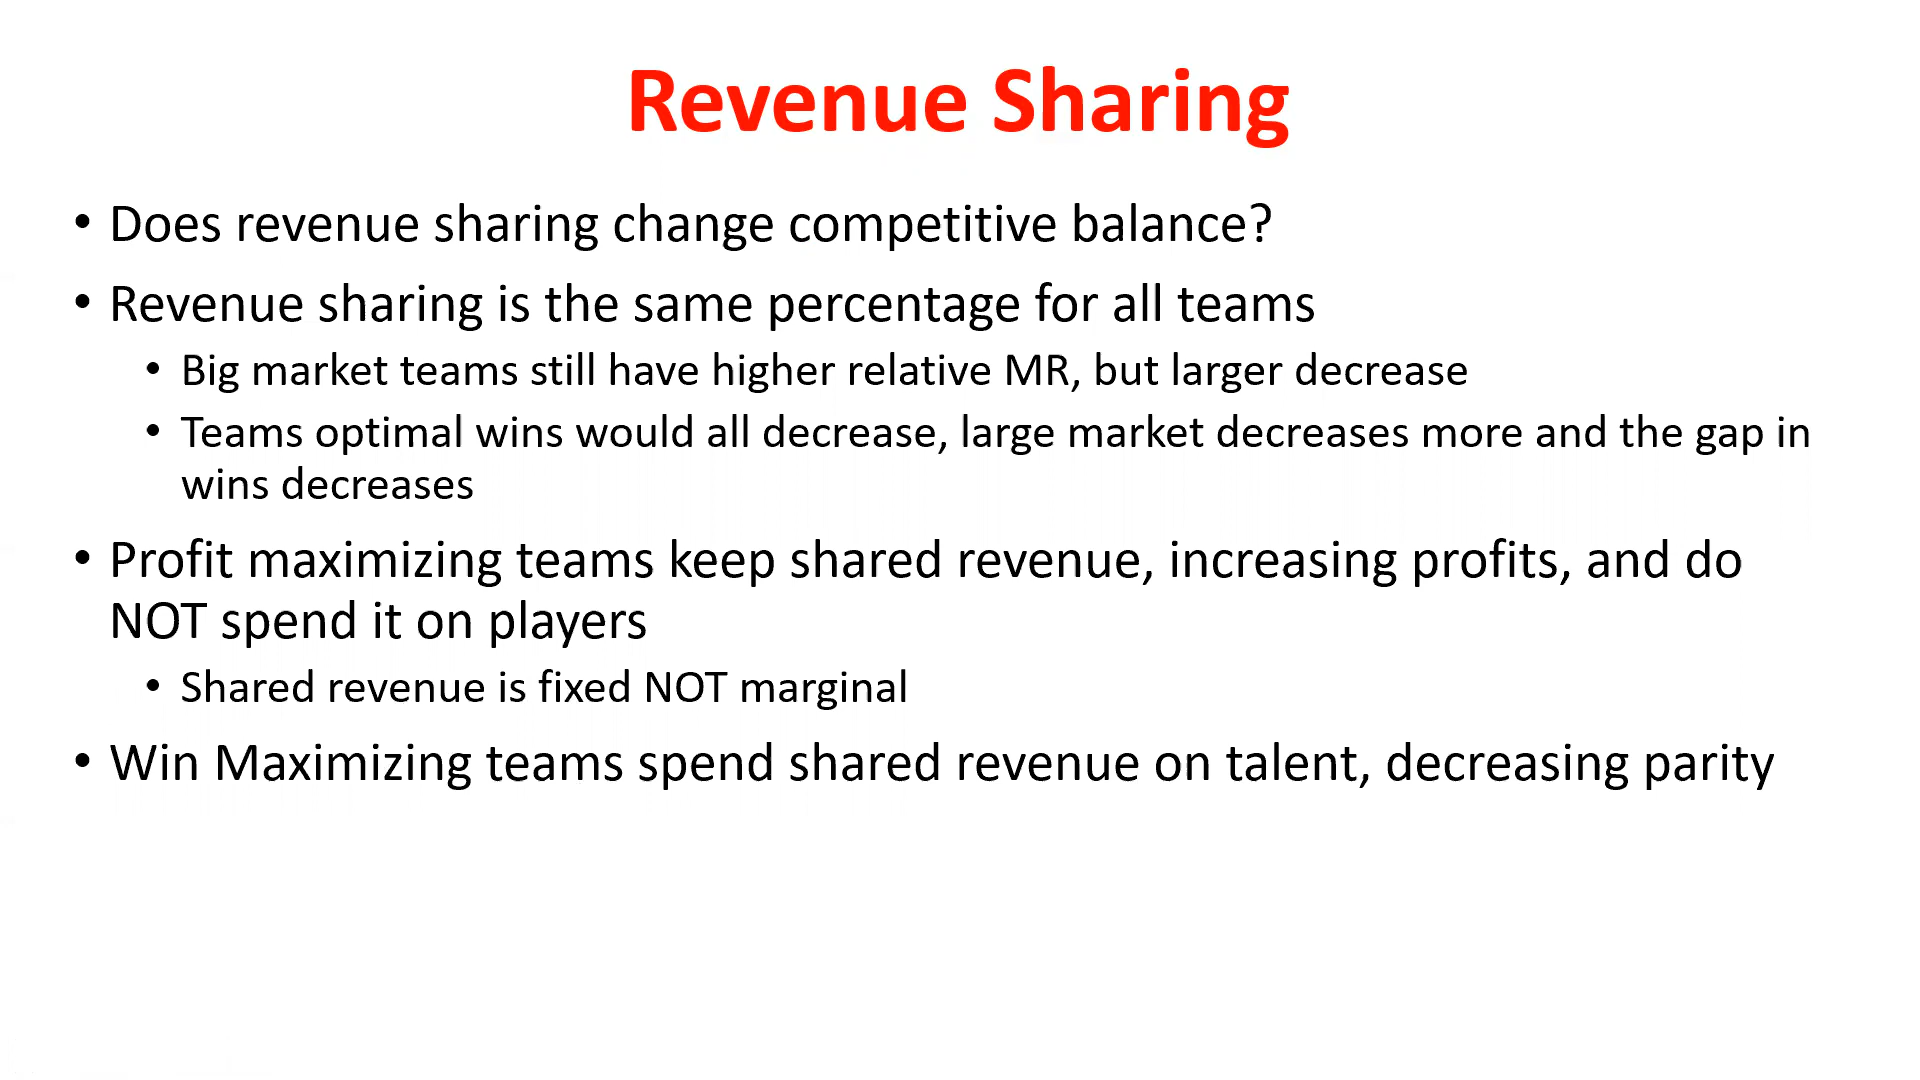 Revenue Sharing
• Does revenue sharing change competitive balance?
• Revenue sharing is the same percentage for all teams
• Big market teams still have higher relative MR, but larger decrease
• Teams optimal wins would all decrease, large market decreases more and the gap in
wins decreases
• Profit maximizing teams keep shared revenue, increasing profits, and do
NOT spend it on players
• Shared revenue is fixed NOT marginal
• Win Maximizing teams spend shared revenue on talent, decreasing parity